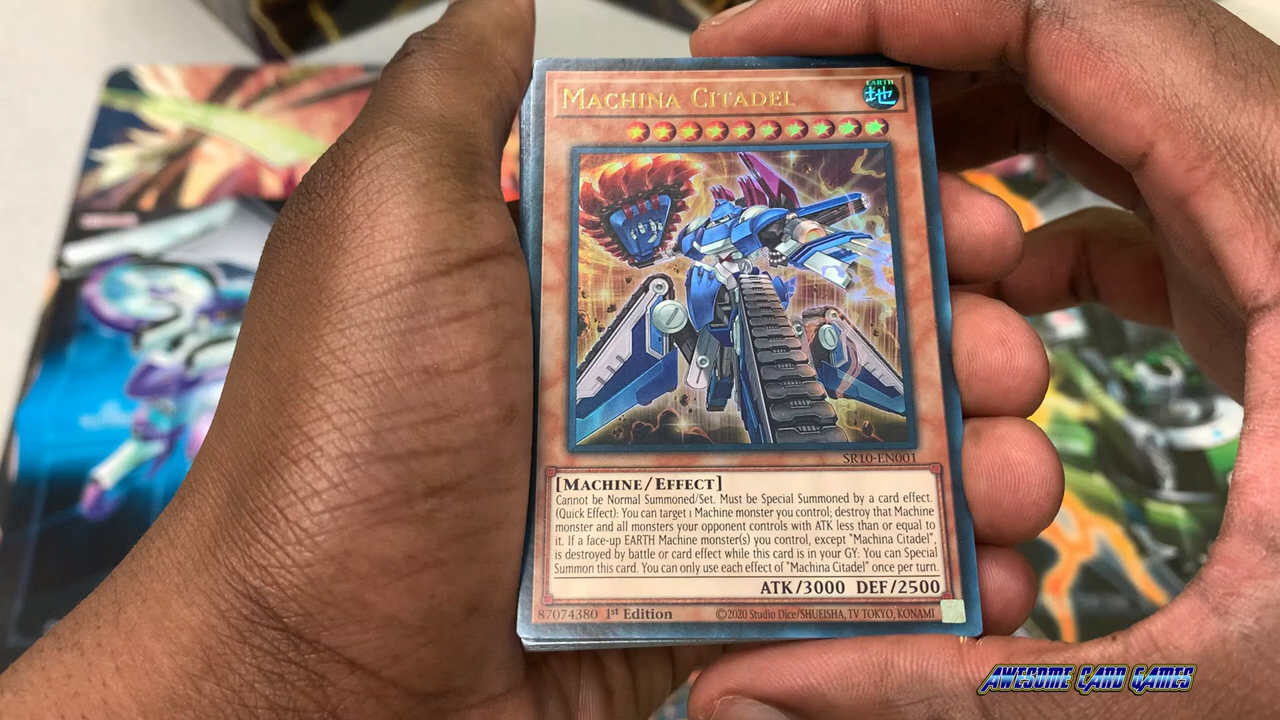 Machina Citadel
EARTH
地
SR10-EN001
[Machine/Effect]
Cannot be Normal Summoned/Set. Must be Special Summoned by a card effect.
(Quick Effect): You can target 1 Machine monster you control; destroy that Machine
monster and all monsters your opponent controls with ATK less than or equal to
it. If a face-up EARTH Machine monster(s) you control, except "Machina Citadel",
is destroyed by battle or card effect while this card is in your GY: You can Special
Summon this card. You can only use each effect of "Machina Citadel" once per turn.
ATK/3000 DEF/2500
87074380 1st Edition ©2020 Studio Dice/SHUEISHA, TV TOKYO, KONAMI
Awesome Card Games